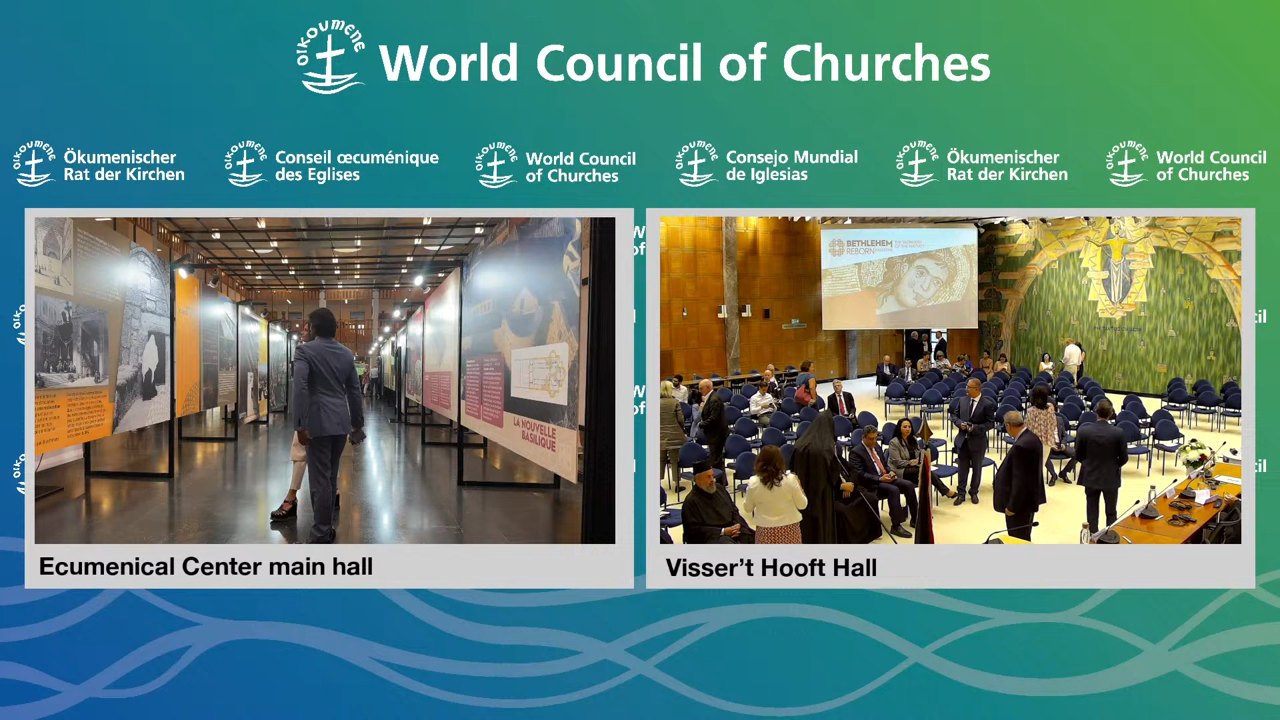 OIKOUMENE
World Council of Churches
OIKOUMENE
Ökumenischer
Rat der Kirchen
OIKOUMENE
Conseil œcuménique
des Eglises
OIKOUMENE
World Council
of Churches
OIKOUMENE
Consejo Mundial
de Iglesias
OIKOUMENE
Ökumenischer
Rat der Kirchen
OIKOUMENE
World Council
of Churches
LA NOUVELLE
BASILIQUE
BETHLEHEM
REBORN
Ecumenical Center main hall
Visser’t Hooft Hall